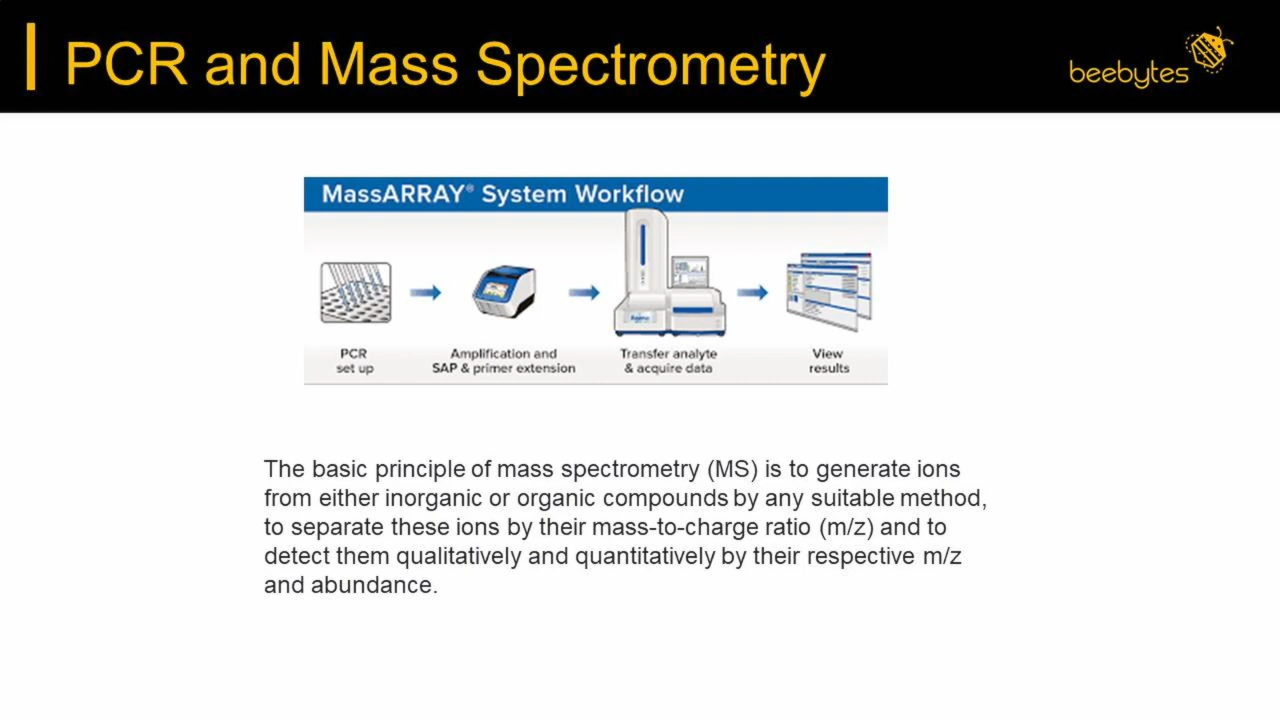 PCR and Mass Spectrometry
beebytes
MassARRAY® System Workflow
PCR
set up
Amplification and
SAP & primer extension
Transfer analyte
& acquire data
View
results
The basic principle of mass spectrometry (MS) is to generate ions
from either inorganic or organic compounds by any suitable method,
to separate these ions by their mass-to-charge ratio (m/z) and to
detect them qualitatively and quantitatively by their respective m/z
and abundance.